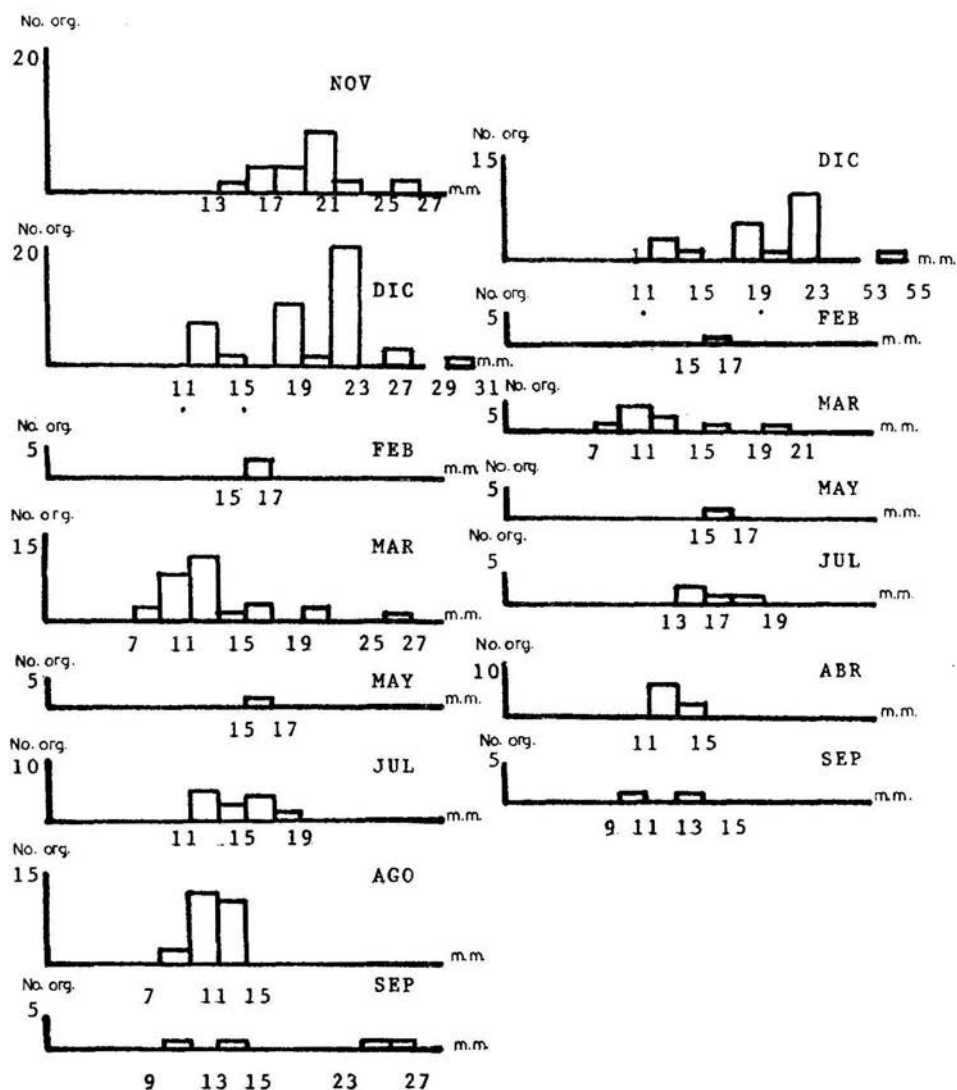 No. org.
20
NOV
m.m.
13 17 21 25 27
No. org.
20
DIC
m.m.
11 15 19 23 27 29 31
No. org.
5
FEB
m.m.
15 17
No. org.
15
MAR
7 11 15 19 25 27
m.m.
No. org.
5
MAY
m.m.
15 17
No. org.
10
JUL
m.m.
11 15 19
No. org.
15
AGO
m.m.
7 11 15
No. org.
5
SEP
m.m.
9 13 15 23 27
No. org.
15
DIC
m.m.
11 15 19 23 53 55
No. org.
5
FEB
m.m.
15 17
No. org.
5
MAR
m.m.
7 11 15 19 21
No. org.
5
MAY
m.m.
15 17
No. org.
5
JUL
m.m.
13 17 19
No. org.
10
ABR
m.m.
11 15
No. org.
5
SEP
m.m.
9 11 13 15